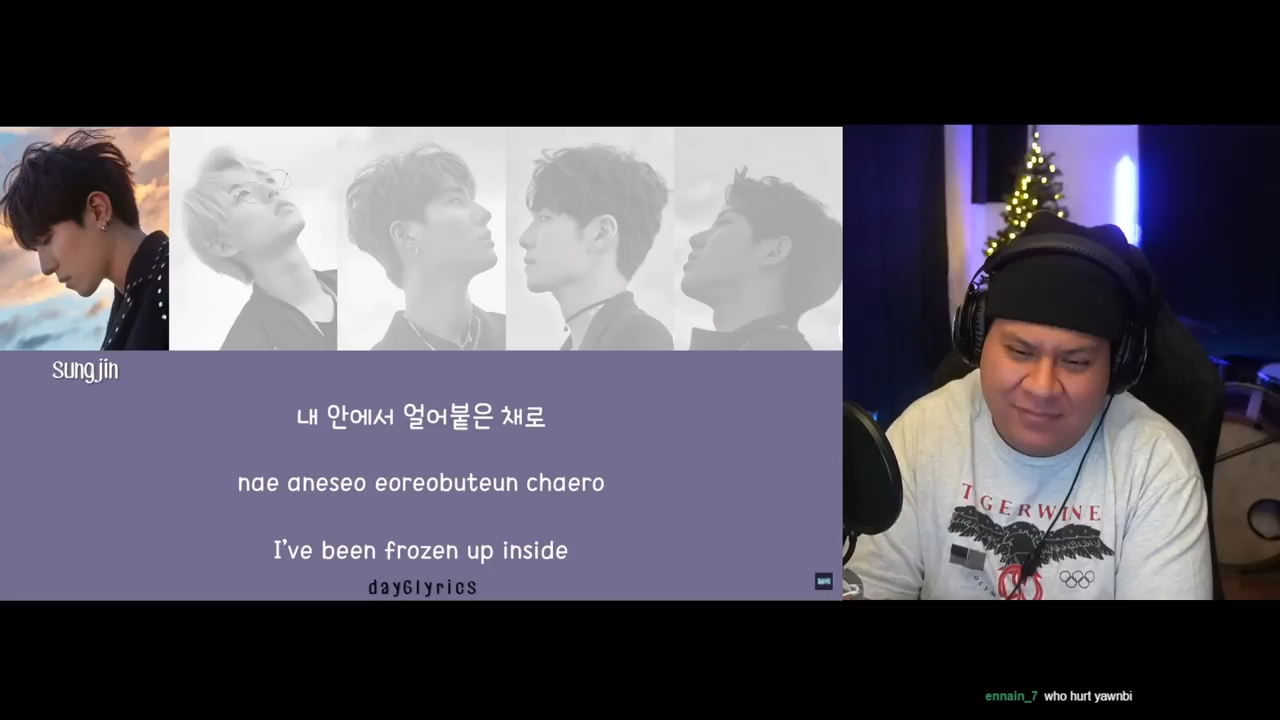 sungjin
내 안에서 얼어붙은 채로
nae aneseo eoreobuteun chaero
I've been frozen up inside
day6lyrics
DAY6
TIGERWINE
ennain_7 who hurt yawnbi